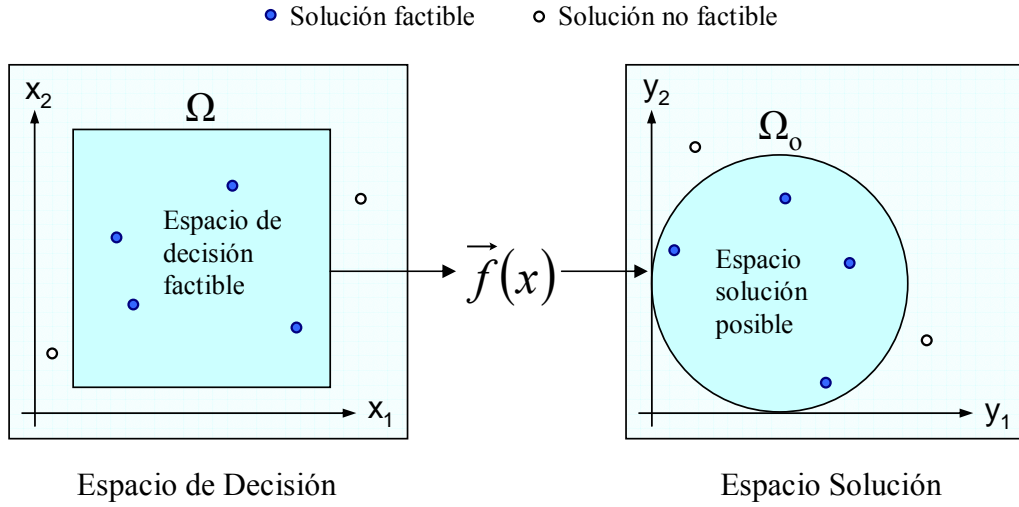 Solución factible
Solución no factible
x₂
Ω
Espacio de
decisión
factible
x₁
f(x)
y₂
Ωₒ
Espacio
solución
posible
y₁
Espacio de Decisión
Espacio Solución